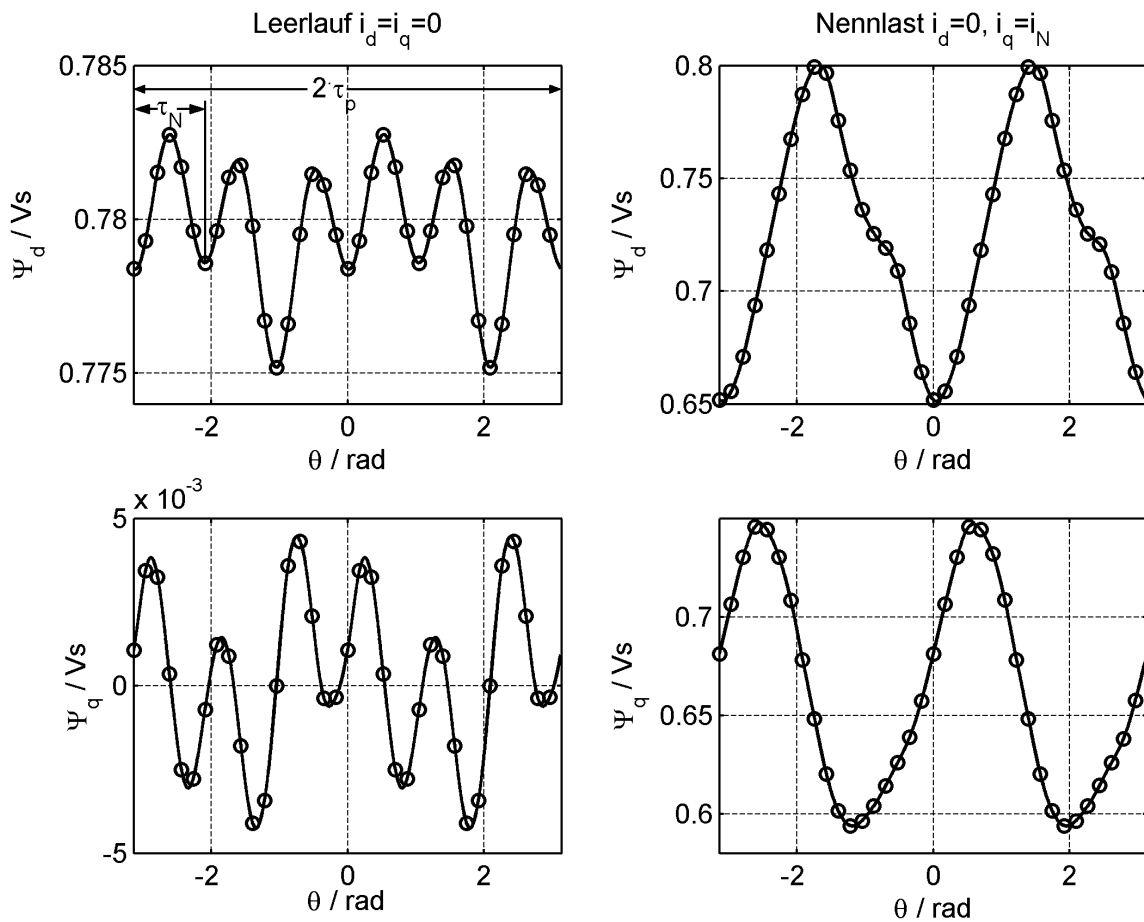 Leerlauf i_d=i_q=0
0.785
0.78
0.775
Ψ_d / Vs
τ_N
2·τ_p
-2
0
2
θ / rad
Nennlast i_d=0, i_q=i_N
0.8
0.75
0.7
0.65
Ψ_d / Vs
-2
0
2
θ / rad
x 10^-3
5
0
-5
Ψ_q / Vs
-2
0
2
θ / rad
0.7
0.65
0.6
Ψ_q / Vs
-2
0
2
θ / rad